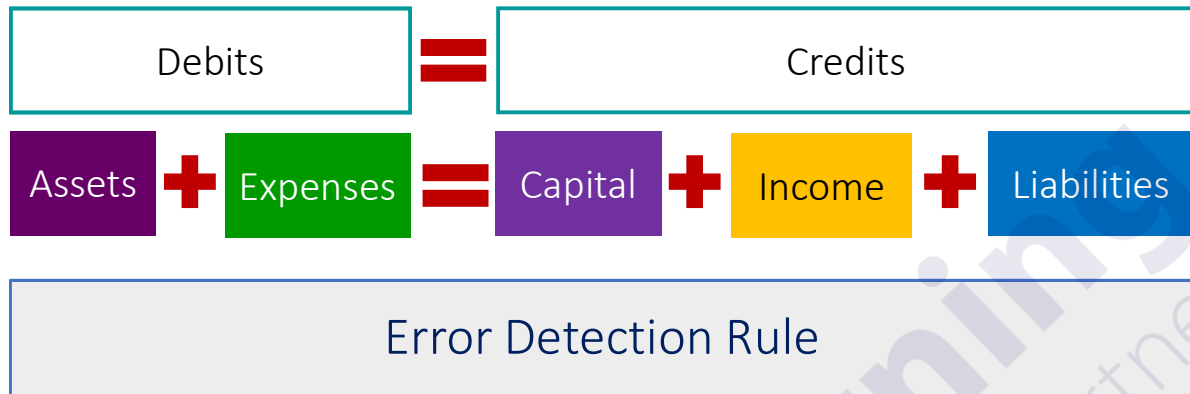 Debits = Credits
Assets + Expenses = Capital + Income + Liabilities
Error Detection Rule